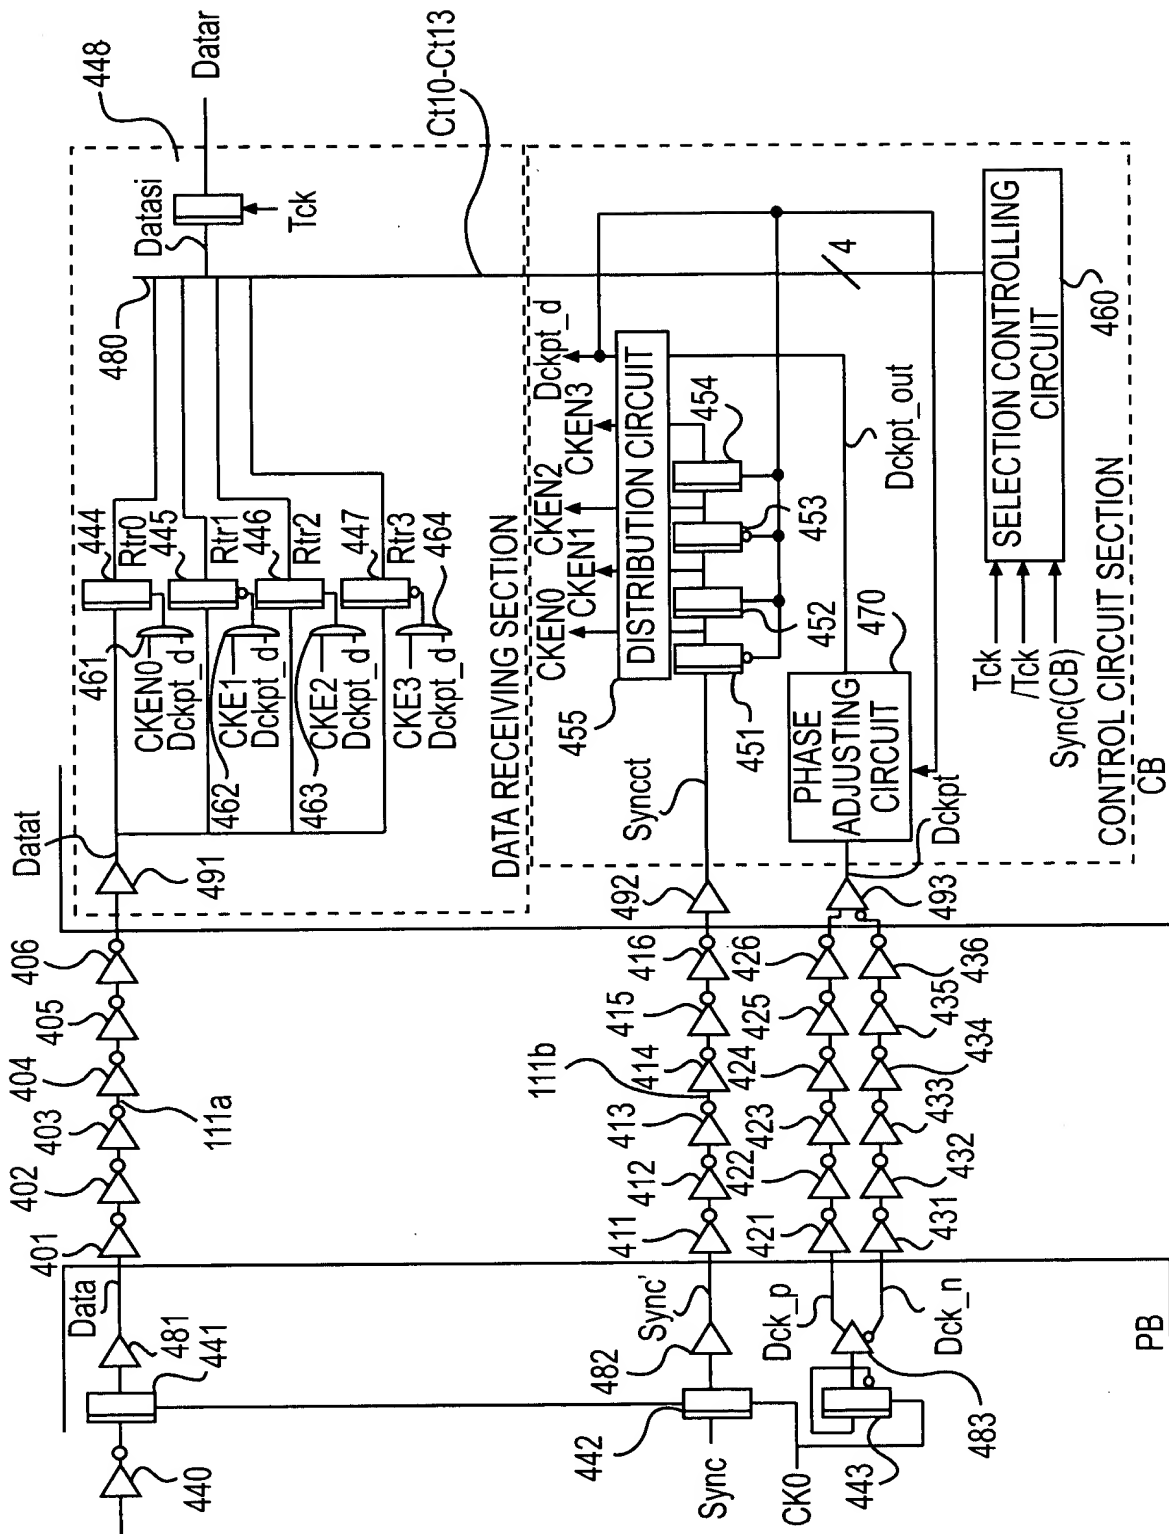 448
Datar
Datasi
Tck
Ct10-Ct13
480
444
Rtr0
445
Rtr1
446
Rtr2
447
Rtr3
464
461
CKEN0
Dckpt_d
462
CKE1
Dckpt_d
463
CKE2
Dckpt_d
CKE3
Dckpt_d
DATA RECEIVING SECTION
Datat
491
406
405
404
111a
403
402
401
Data
481
441
440
CKEN0
CKEN1
CKEN2
CKEN3
Dckpt_d
DISTRIBUTION CIRCUIT
455
454
453
452
451
Dckpt_out
4
Syncct
470
PHASE
ADJUSTING
CIRCUIT
Dckpt
SELECTION CONTROLLING
CIRCUIT
460
Tck
/Tck
Sync(CB)
CONTROL CIRCUIT SECTION
CB
492
416
415
111b
414
413
412
411
Sync'
482
442
Sync
493
426
425
424
423
422
421
436
435
434
433
432
431
Dck_p
Dck_n
CK0
443
483
PB